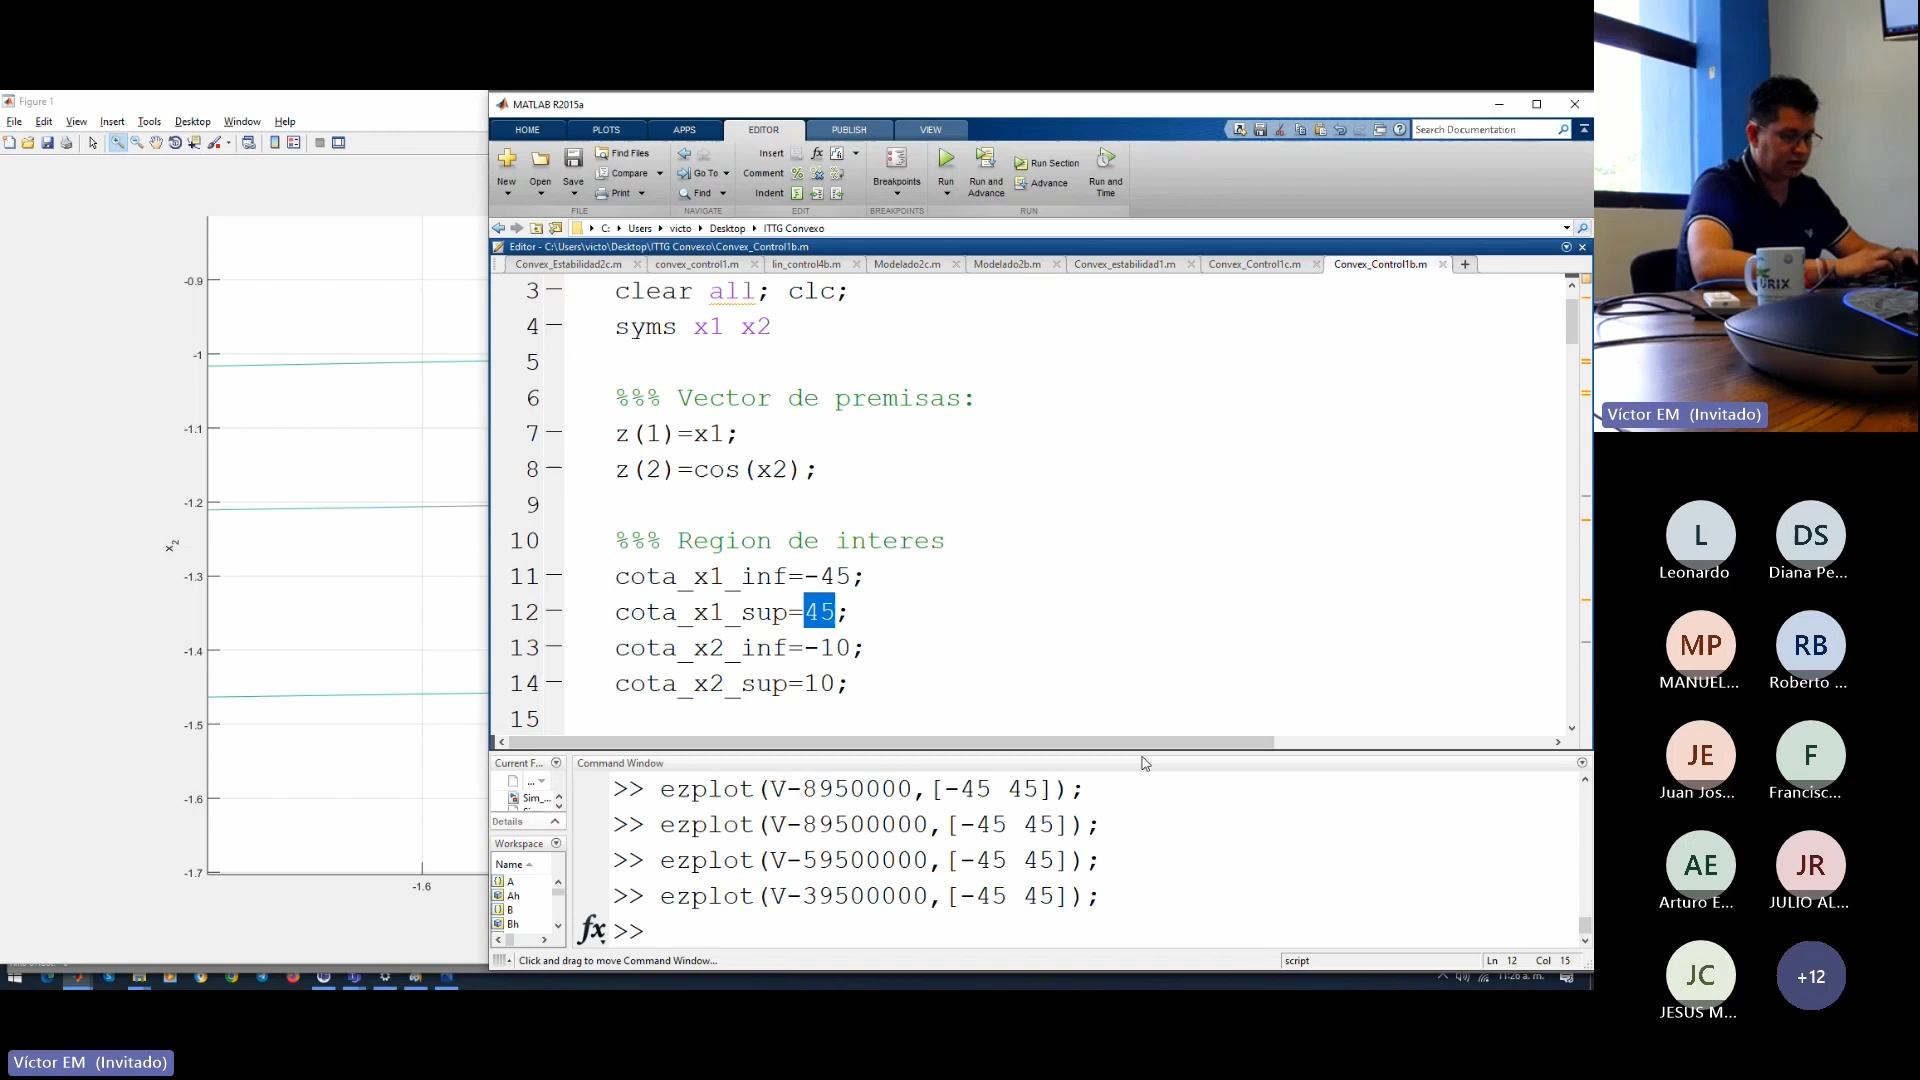 Figure 1
File Edit View Insert Tools Desktop Window Help
-0.9
-1
-1.1
-1.2
-1.3
-1.4
-1.5
-1.6
-1.7
x2
-1.6
MATLAB R2015a
HOME PLOTS APPS EDITOR PUBLISH VIEW
Search Documentation
New Open Save
Find Files
Compare
Print
Go To
Find
Insert
Comment
Indent
fx
Breakpoints
Run
Run and Advance
Run Section
Advance
Run and Time
FILE NAVIGATE EDIT BREAKPOINTS RUN
C: Users victo Desktop ITTG Convexo
Editor - C:\Users\victo\Desktop\ITTG Convexo\Convex_Control1b.m
Convex_Estabilidad2c.m convex_control1.m lin_control4b.m Modelado2c.m Modelado2b.m Convex_estabilidad1.m Convex_Control1c.m Convex_Control1b.m
3 clear all; clc;
4 syms x1 x2
5
6 %%% Vector de premisas:
7 z(1)=x1;
8 z(2)=cos(x2);
9
10 %%% Region de interes
11 cota_x1_inf=-45;
12 cota_x1_sup=45;
13 cota_x2_inf=-10;
14 cota_x2_sup=10;
15
Current F...
...
Sim_...
Details
Workspace
Name
A
Ah
B
Bh
Command Window
>> ezplot(V-8950000,[-45 45]);
>> ezplot(V-89500000,[-45 45]);
>> ezplot(V-59500000,[-45 45]);
>> ezplot(V-39500000,[-45 45]);
fx >>
Click and drag to move Command Window...
script
Ln 12 Col 15
11:26 a. m.
URIX
Víctor EM (Invitado)
L
Leonardo
DS
Diana Pe...
MP
MANUEL...
RB
Roberto ...
JE
Juan Jos...
F
Francisc...
AE
Arturo E...
JR
JULIO AL...
JC
JESUS M...
+12
Víctor EM (Invitado)